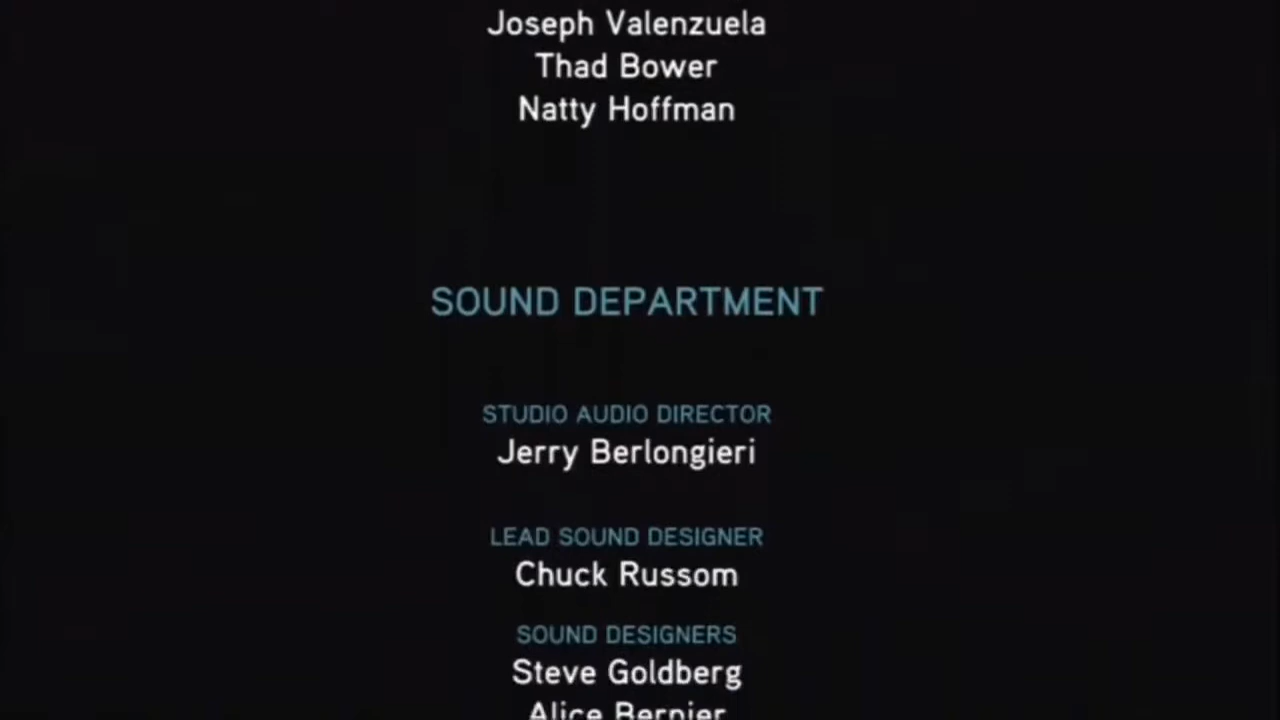 Joseph Valenzuela
Thad Bower
Natty Hoffman
SOUND DEPARTMENT
STUDIO AUDIO DIRECTOR
Jerry Berlongieri
LEAD SOUND DESIGNER
Chuck Russom
SOUND DESIGNERS
Steve Goldberg
Alice Bernier